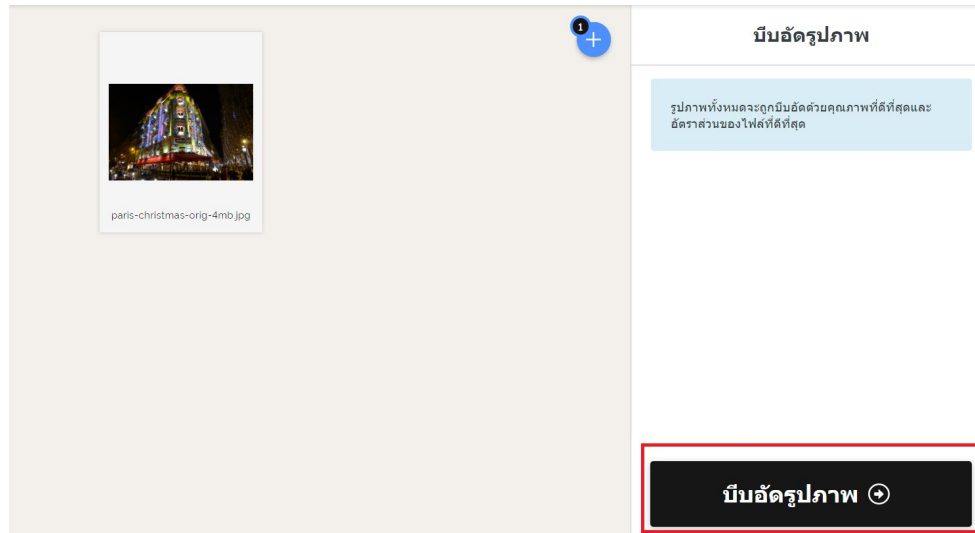 1
บีบอัดรูปภาพ
รูปภาพทั้งหมดจะถูกบีบอัดด้วยคุณภาพที่ดีที่สุดและ
อัตราส่วนของไฟล์ที่ดีที่สุด
paris-christmas-orig-4mb.jpg
บีบอัดรูปภาพ